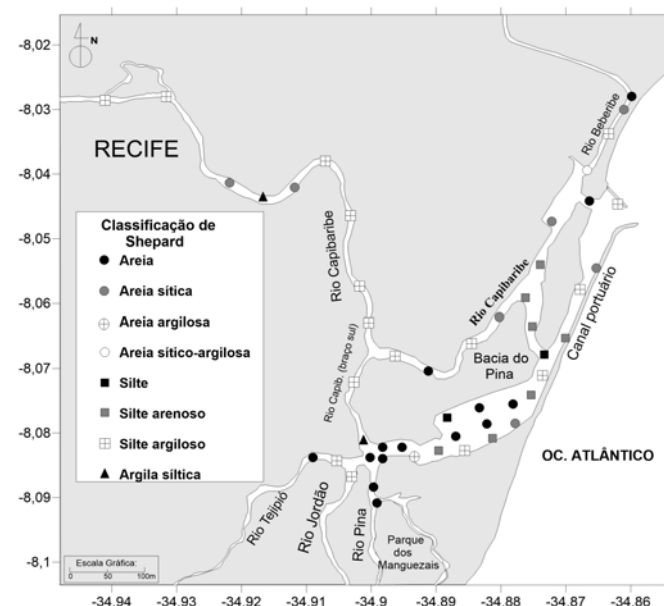 -8,02
-8,03
-8,04
-8,05
-8,06
-8,07
-8,08
-8,09
-8,1
N
RECIFE
Classificação de
Shepard
Areia
Areia sítica
Areia argilosa
Areia sítico-argilosa
Silte
Silte arenoso
Silte argiloso
Argila síltica
Rio Beberibe
Rio Capibaribe
Rio Capibaribe
Rio Capib. (braço sul)
Bacia do
Pina
Canal portuário
OC. ATLÂNTICO
Rio Tejipió
Rio Jordão
Rio Pina
Parque
dos
Manguezais
Escala Gráfica:
0 50 100m
-34.94 -34.93 -34.92 -34.91 -34.9 -34.89 -34.88 -34.87 -34.86